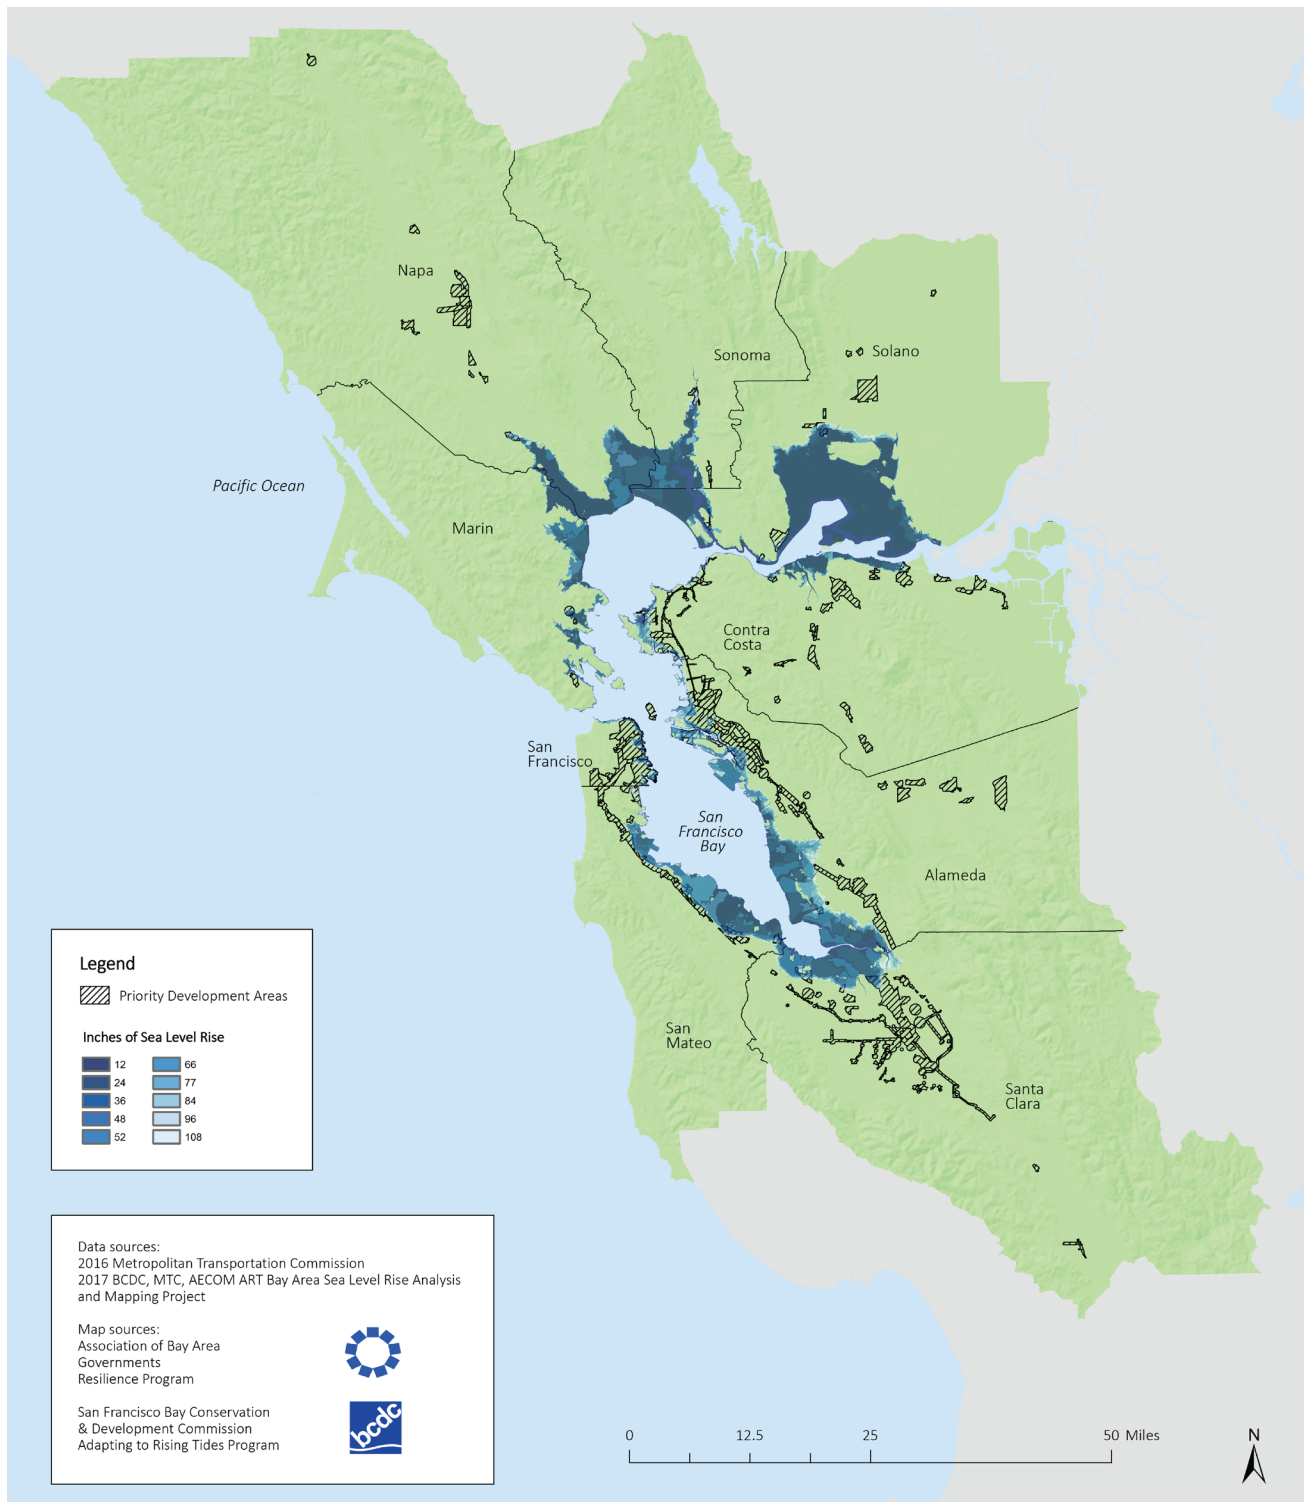 Napa
Sonoma
Solano
Pacific Ocean
Marin
Contra
Costa
San
Francisco
San
Francisco
Bay
Alameda
San
Mateo
Santa
Clara
Legend
Priority Development Areas
Inches of Sea Level Rise
12
24
36
48
52
66
77
84
96
108
Data sources:
2016 Metropolitan Transportation Commission
2017 BCDC, MTC, AECOM ART Bay Area Sea Level Rise Analysis
and Mapping Project
Map sources:
Association of Bay Area
Governments
Resilience Program
San Francisco Bay Conservation
& Development Commission
Adapting to Rising Tides Program
bcdc
0 12.5 25 50 Miles
N